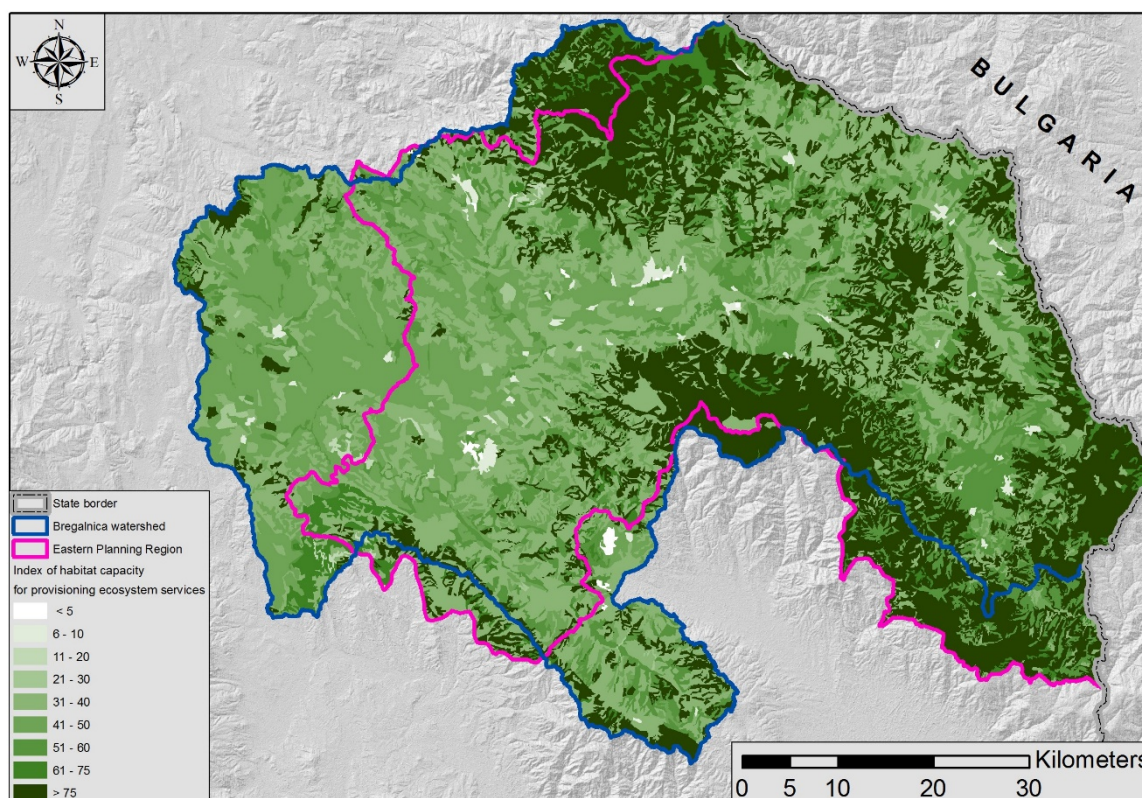 N
W E
S
BULGARIA
State border
Bregalnica watershed
Eastern Planning Region
Index of habitat capacity
for provisioning ecosystem services
< 5
6 - 10
11 - 20
21 - 30
31 - 40
41 - 50
51 - 60
61 - 75
> 75
Kilometers
0 5 10 20 30